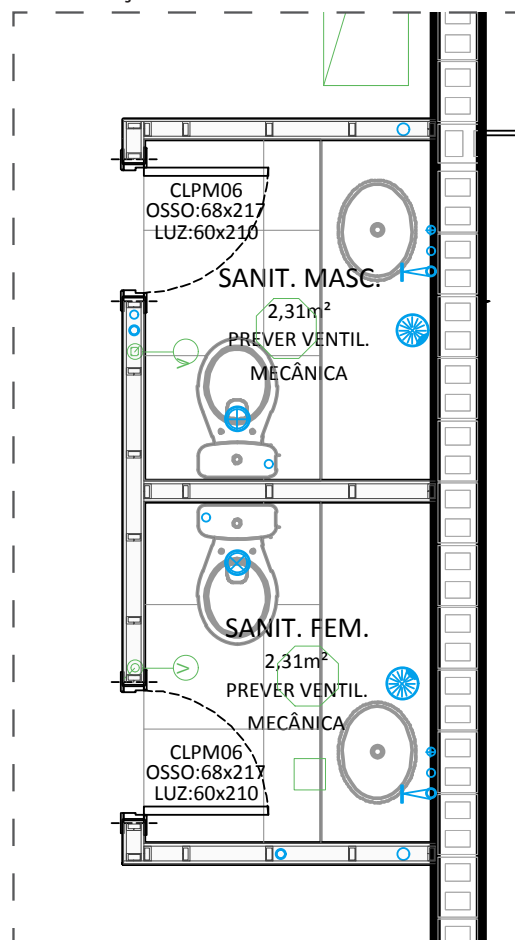 CLPM06
OSSO:68x217
LUZ:60x210
SANIT. MASC.
2,31m²
PREVER VENTIL.
MECÂNICA
V
SANIT. FEM.
2,31m²
V
PREVER VENTIL.
MECÂNICA
CLPM06
OSSO:68x217
LUZ:60x210